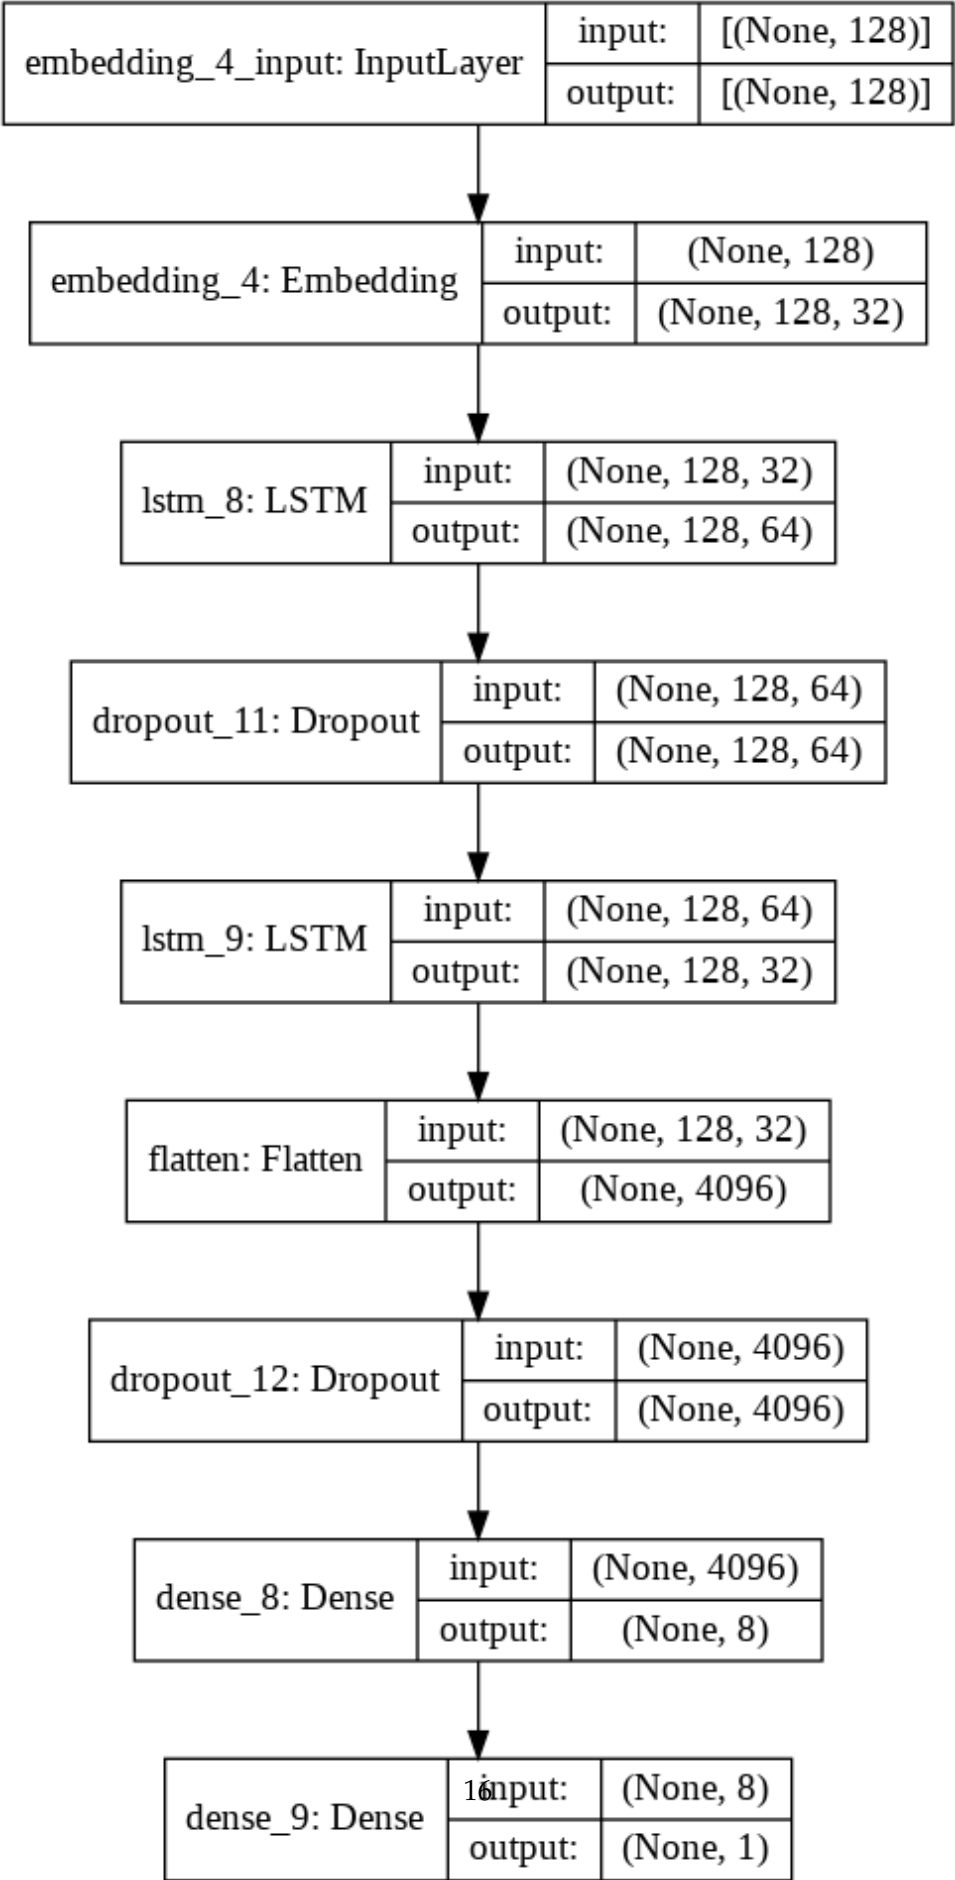 embedding_4_input: InputLayer
input: [(None, 128)]
output: [(None, 128)]
embedding_4: Embedding
input: (None, 128)
output: (None, 128, 32)
lstm_8: LSTM
input: (None, 128, 32)
output: (None, 128, 64)
dropout_11: Dropout
input: (None, 128, 64)
output: (None, 128, 64)
lstm_9: LSTM
input: (None, 128, 64)
output: (None, 128, 32)
flatten: Flatten
input: (None, 128, 32)
output: (None, 4096)
dropout_12: Dropout
input: (None, 4096)
output: (None, 4096)
dense_8: Dense
input: (None, 4096)
output: (None, 8)
dense_9: Dense
16
input: (None, 8)
output: (None, 1)